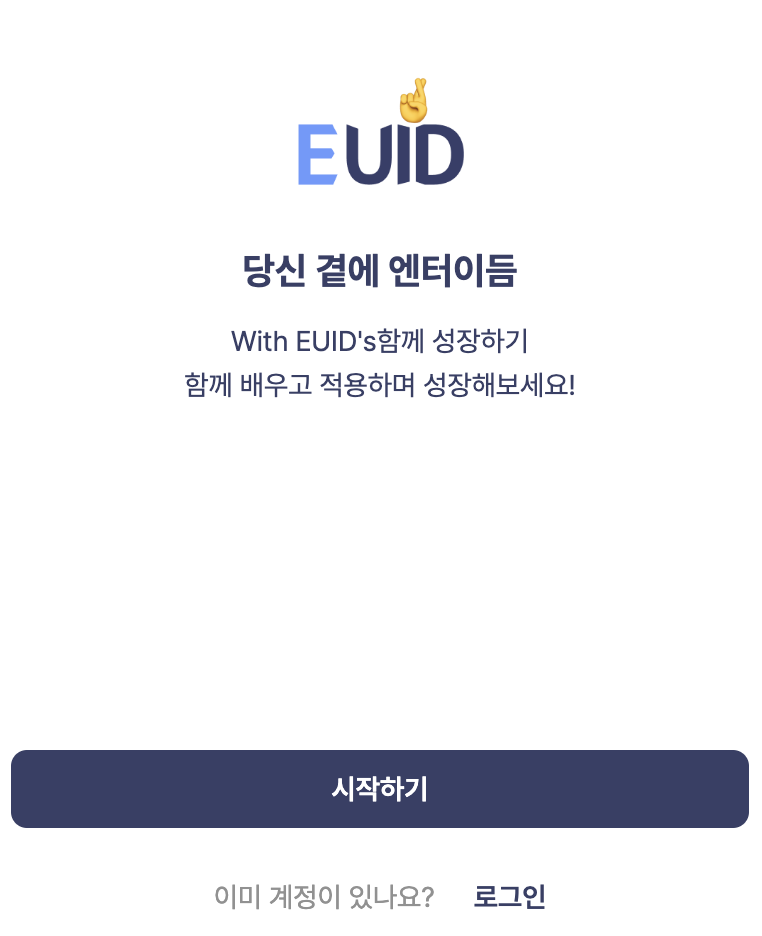 EUID
당신 곁에 엔터이듬
With EUID's함께 성장하기
함께 배우고 적용하며 성장해보세요!
시작하기
이미 계정이 있나요? 로그인